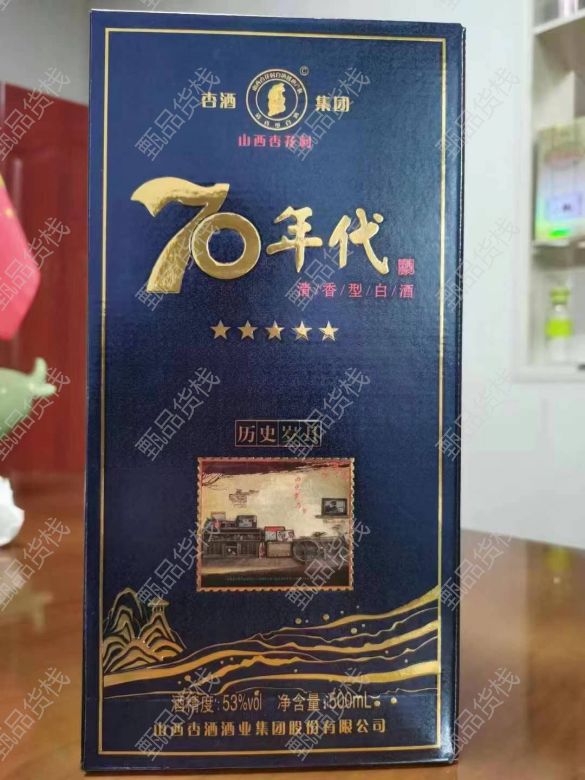 杏酒 集团
©
山西杏花村
70年代
清/香/型/白/酒
历史岁月
酒精度:53%vol 净含量:500mL
山西杏酒酒业集团股份有限公司
甄品货栈